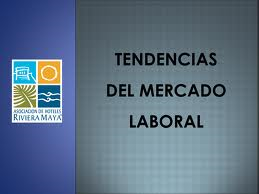 TENDENCIAS
DEL MERCADO
LABORAL
ASOCIACION DE HOTELES
RIVIERA MAYA